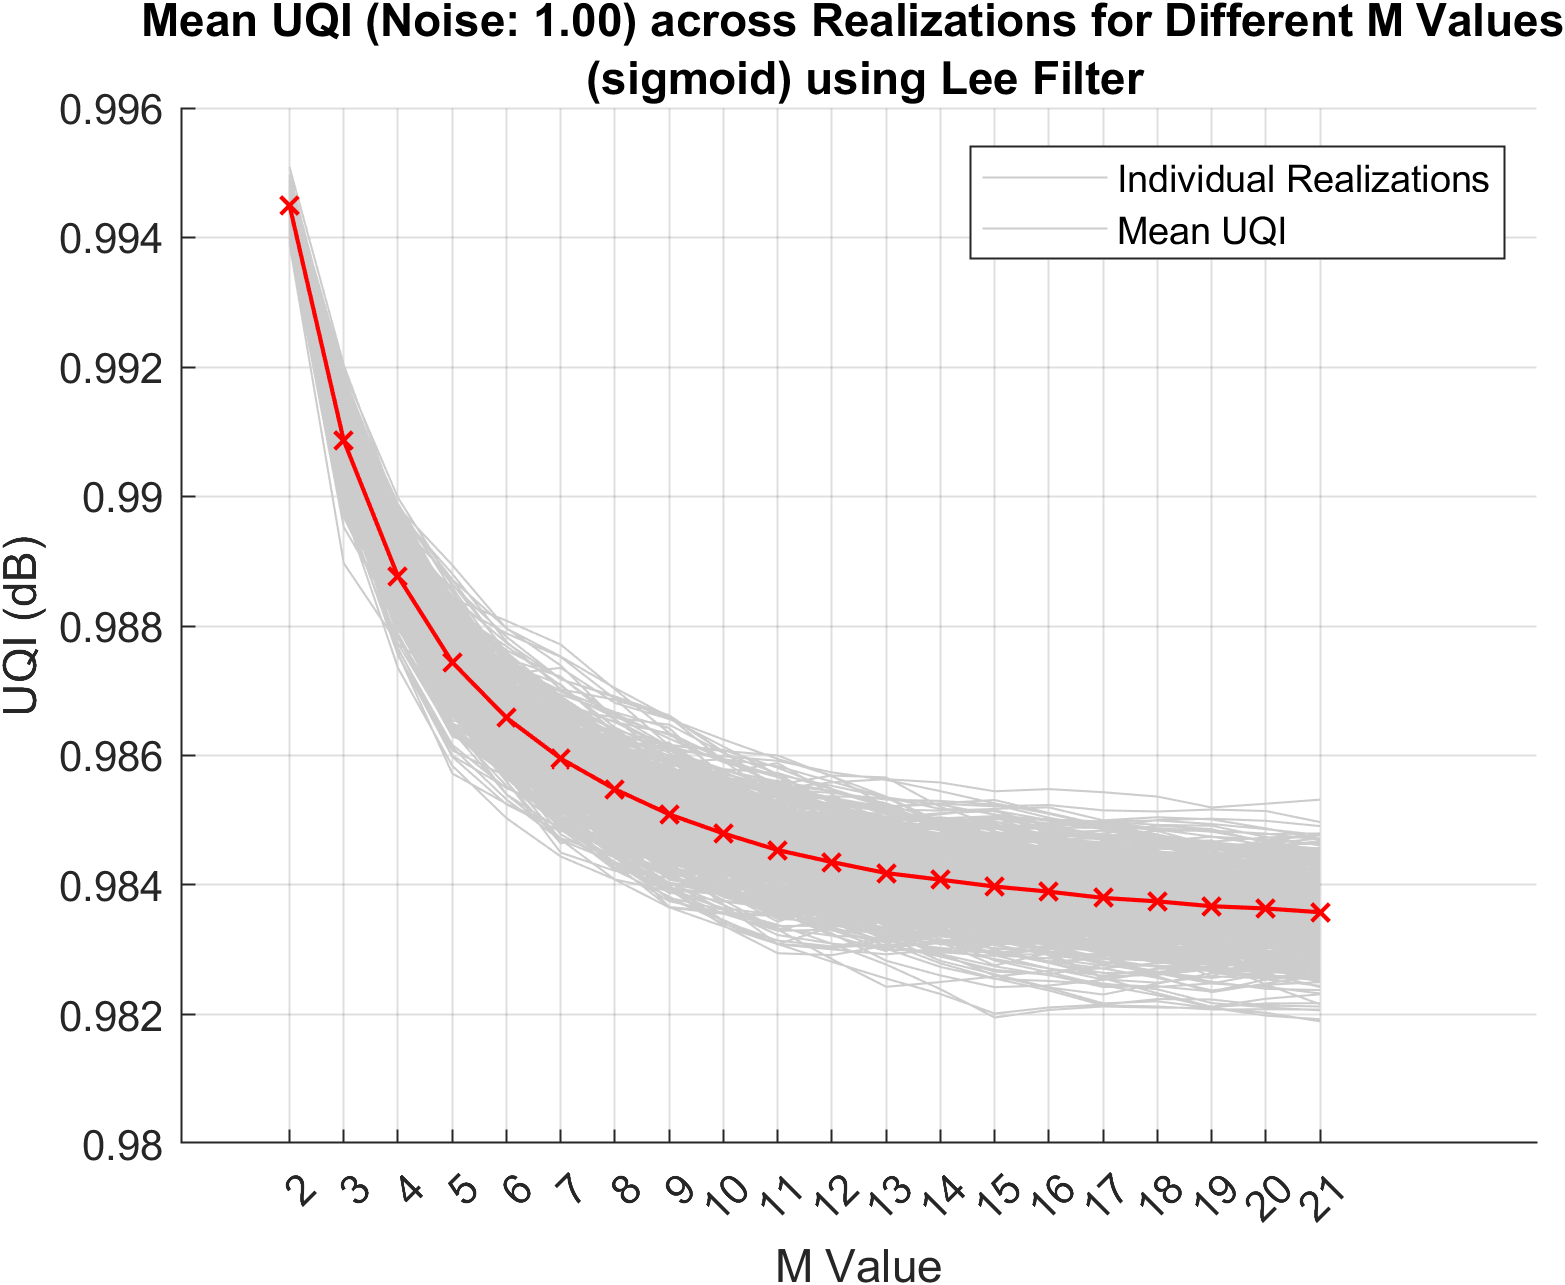 Mean UQI (Noise: 1.00) across Realizations for Different M Values
(sigmoid) using Lee Filter
0.996
0.994
0.992
0.99
0.988
0.986
0.984
0.982
0.98
UQI (dB)
Individual Realizations
Mean UQI
2 3 4 5 6 7 8 9 10 11 12 13 14 15 16 17 18 19 20 21
M Value